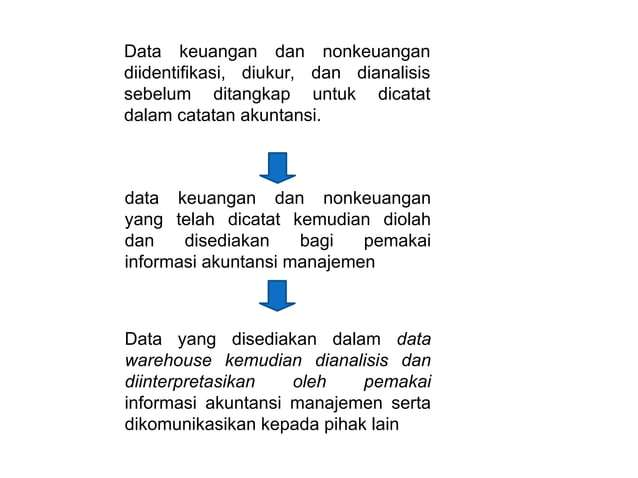 Data keuangan dan nonkeuangan
diidentifikasi, diukur, dan dianalisis
sebelum ditangkap untuk dicatat
dalam catatan akuntansi.
data keuangan dan nonkeuangan
yang telah dicatat kemudian diolah
dan disediakan bagi pemakai
informasi akuntansi manajemen
Data yang disediakan dalam data
warehouse kemudian dianalisis dan
diinterpretasikan oleh pemakai
informasi akuntansi manajemen serta
dikomunikasikan kepada pihak lain